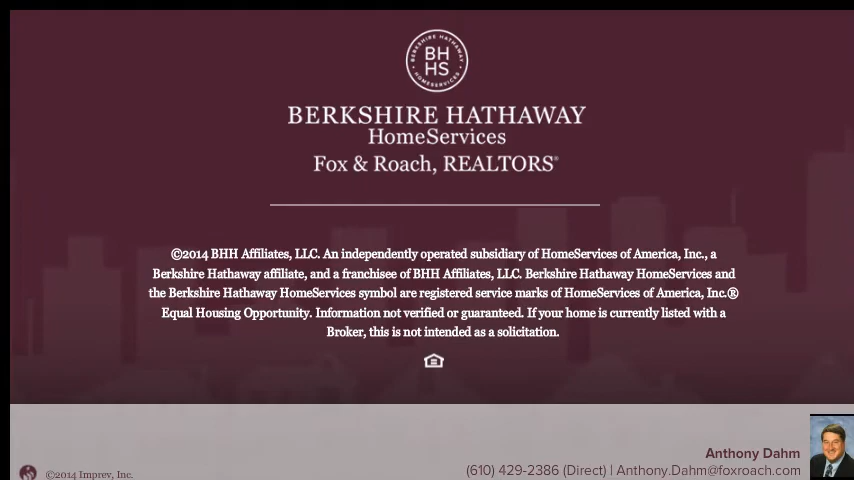 BERKSHIRE HATHAWAY
HOMESERVICES
BH
HS
BERKSHIRE HATHAWAY
HomeServices
Fox & Roach, REALTORS®
©2014 BHH Affiliates, LLC. An independently operated subsidiary of HomeServices of America, Inc., a
Berkshire Hathaway affiliate, and a franchisee of BHH Affiliates, LLC. Berkshire Hathaway HomeServices and
the Berkshire Hathaway HomeServices symbol are registered service marks of HomeServices of America, Inc.®
Equal Housing Opportunity. Information not verified or guaranteed. If your home is currently listed with a
Broker, this is not intended as a solicitation.
Anthony Dahm
(610) 429-2386 (Direct) | Anthony.Dahm@foxroach.com
©2014 Imprev, Inc.